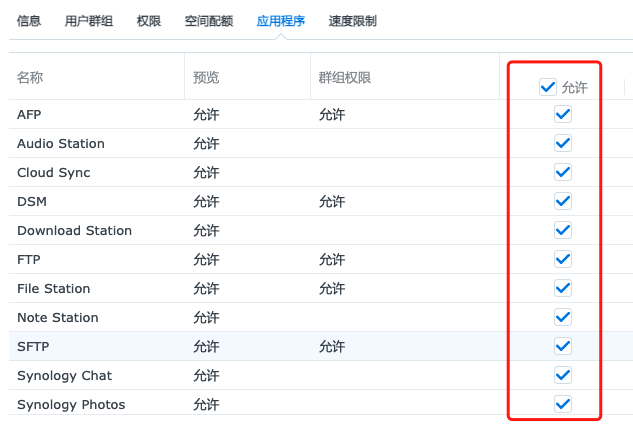 信息 用户群组 权限 空间配额 应用程序 速度限制
名称 预览 群组权限 允许
AFP 允许 允许
Audio Station 允许
Cloud Sync 允许
DSM 允许 允许
Download Station 允许
FTP 允许 允许
File Station 允许 允许
Note Station 允许
SFTP 允许 允许
Synology Chat 允许
Synology Photos 允许